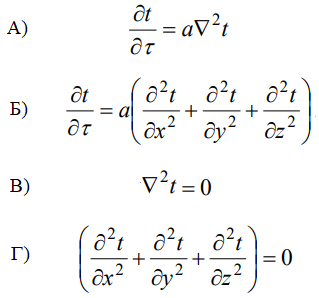 А) ∂t/∂τ = a∇²t
Б) ∂t/∂τ = a(∂²t/∂x² + ∂²t/∂y² + ∂²t/∂z²)
В) ∇²t = 0
Г) (∂²t/∂x² + ∂²t/∂y² + ∂²t/∂z²) = 0